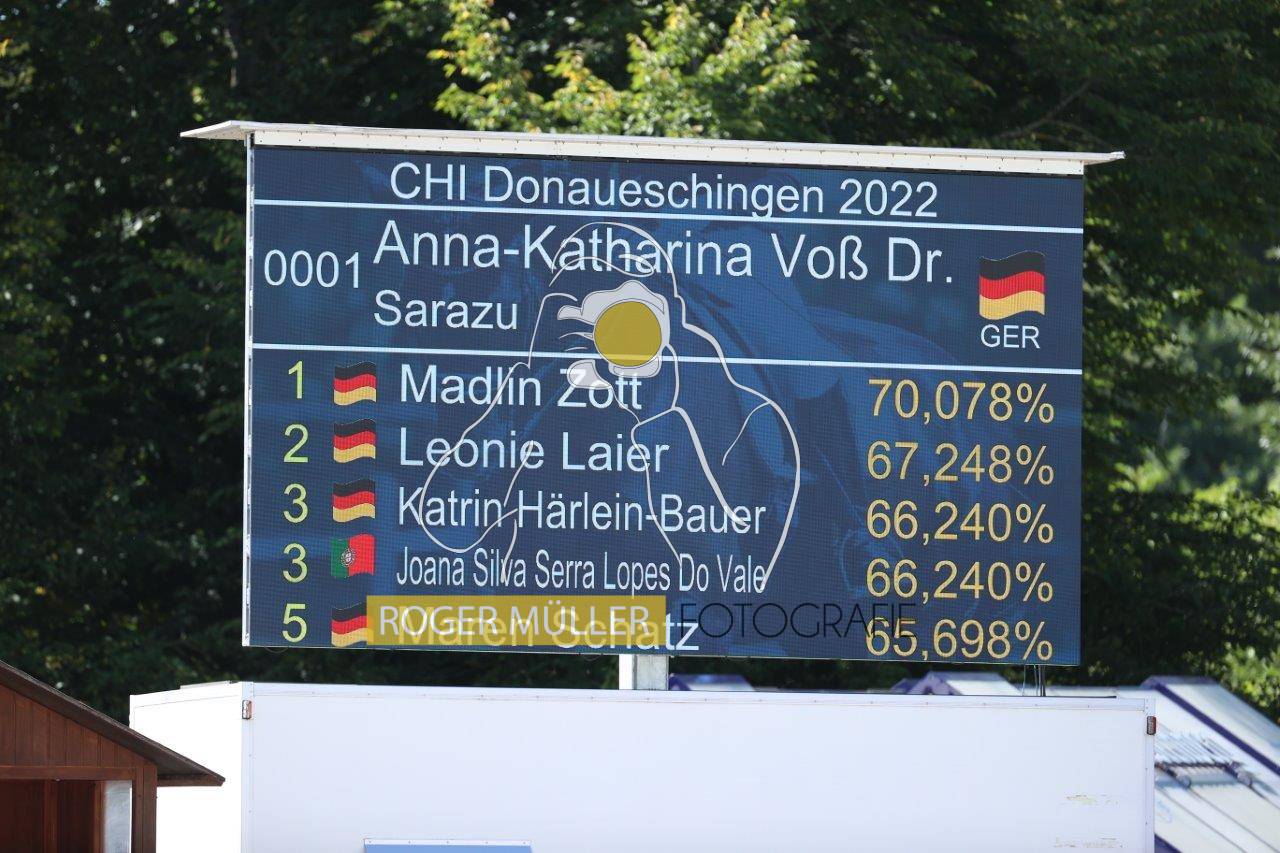 CHI Donaueschingen 2022
0001 Anna-Katharina Voß Dr.
Sarazu
GER
1 Madlin Zott 70,078%
2 Leonie Laier 67,248%
3 Katrin Härlein-Bauer 66,240%
3 Joana Silva Serra Lopes Do Vale 66,240%
5 Maren Schatz 65,698%
ROGER MÜLLER FOTOGRAFIE